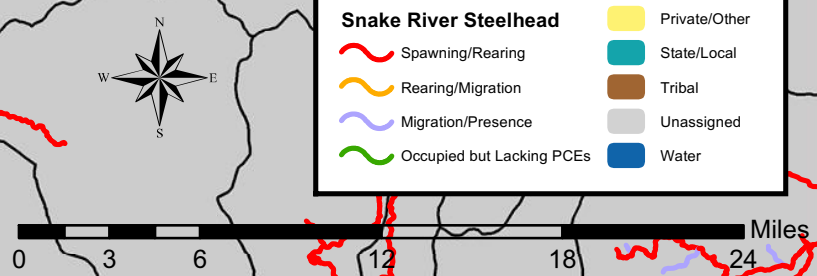 Snake River Steelhead
Spawning/Rearing
Rearing/Migration
Migration/Presence
Occupied but Lacking PCEs
Private/Other
State/Local
Tribal
Unassigned
Water
N
W E
S
Miles
0 3 6 12 18 24